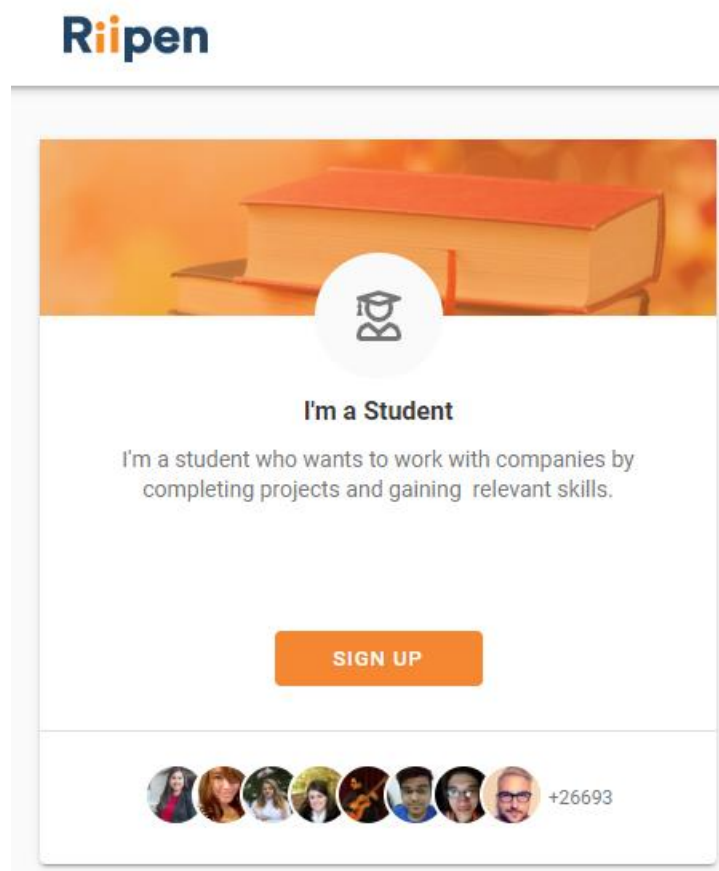 Riipen
I'm a Student
I'm a student who wants to work with companies by
completing projects and gaining relevant skills.
SIGN UP
+26693